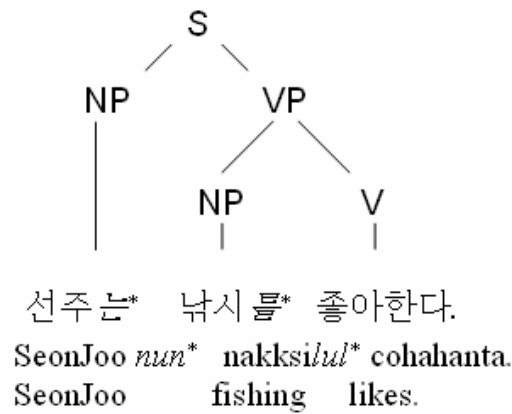 S
NP VP
NP V
선주는* 낚시를* 좋아한다.
SeonJoo nun* nakksilul* cohahanta.
SeonJoo fishing likes.